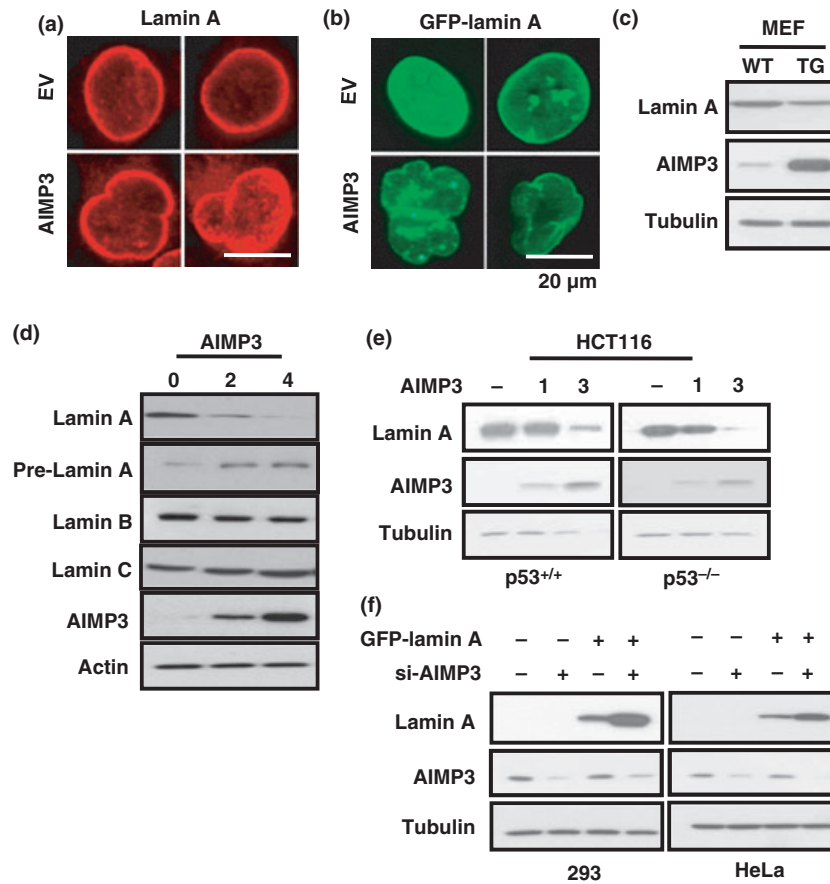 (a)
Lamin A
EV
AIMP3
(b)
GFP-lamin A
EV
AIMP3
20 µm
(c)
MEF
WT TG
Lamin A
AIMP3
Tubulin
(d)
AIMP3
0 2 4
Lamin A
Pre-Lamin A
Lamin B
Lamin C
AIMP3
Actin
(e)
HCT116
AIMP3 – 1 3 – 1 3
Lamin A
AIMP3
Tubulin
p53+/+ p53–/–
(f)
GFP-lamin A – – + + – – + +
si-AIMP3 – + – + – + – +
Lamin A
AIMP3
Tubulin
293 HeLa